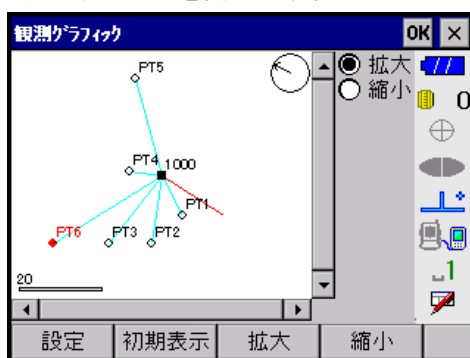 観測グラフィック OK ×
PT5
PT4 1000
PT1
PT6 PT3 PT2
20
拡大
縮小
0
1
設定 初期表示 拡大 縮小